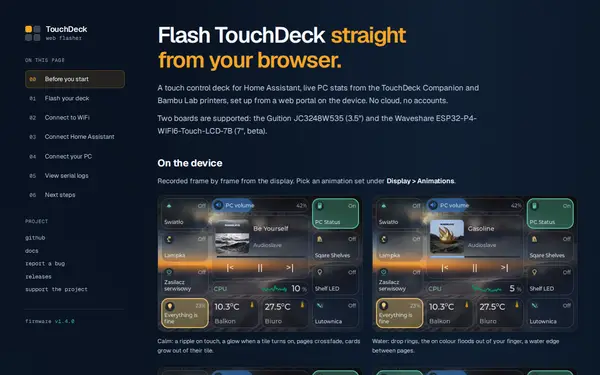 TouchDeck
web flasher
ON THIS PAGE
00 Before you start
01 Flash your deck
02 Connect to WiFi
03 Connect Home Assistant
04 Connect your PC
05 View serial logs
06 Next steps
PROJECT
github
docs
report a bug
releases
support the project
firmware v1.4.0
Flash TouchDeck straight
from your browser.
A touch control deck for Home Assistant, live PC stats from the TouchDeck Companion and
Bambu Lab printers, set up from a web portal on the device. No cloud, no accounts.
Two boards are supported: the Guition JC3248W535 (3.5") and the Waveshare ESP32-P4-
WIFI6-Touch-LCD-7B (7", beta).
On the device
Recorded frame by frame from the display. Pick an animation set under Display > Animations.
Off
PC volume
42%
On
Światło
PC Status
Off
Be Yourself
Off
Lampka
Audioslave
Sqare Shelves
Off
|<
||
>|
Off
Zasilacz
serwisowy
CPU
10 %
Shelf LED
23%
10.3°C
27.5°C
Off
Everything is
fine
Balkon
Biuro
Lutownica
Calm: a ripple on touch, a glow when a tile turns on, pages crossfade, cards
grow out of their tile.
Off
PC volume
42%
On
Światło
PC Status
Off
Gasoline
Off
Lampka
Audioslave
Sqare Shelves
Off
|<
||
>|
Off
Zasilacz
serwisowy
CPU
5 %
Shelf LED
23%
10.3°C
27.5°C
Off
Everything is
fine
Balkon
Biuro
Lutownica
Water: drop rings, the on colour floods out of your finger, a water edge
between pages.